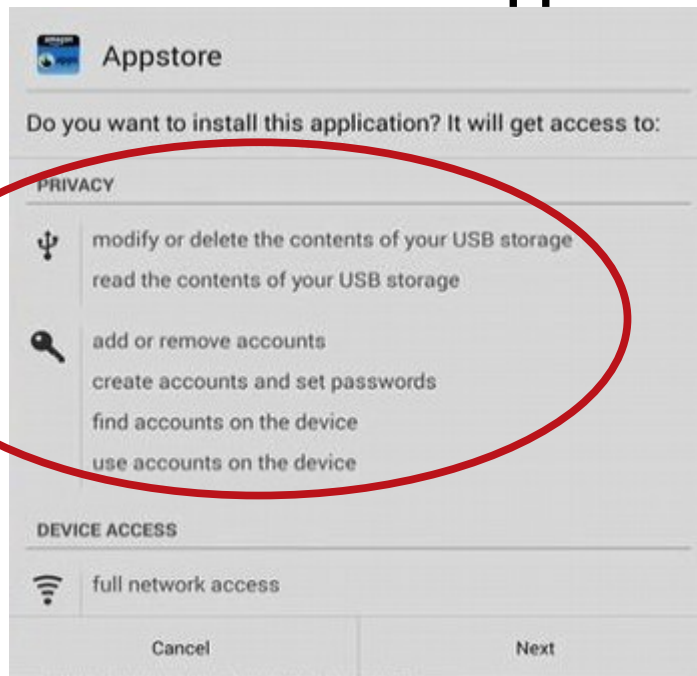 amazon
apps
Appstore
Do you want to install this application? It will get access to:
PRIVACY
modify or delete the contents of your USB storage
read the contents of your USB storage
add or remove accounts
create accounts and set passwords
find accounts on the device
use accounts on the device
DEVICE ACCESS
full network access
Cancel
Next